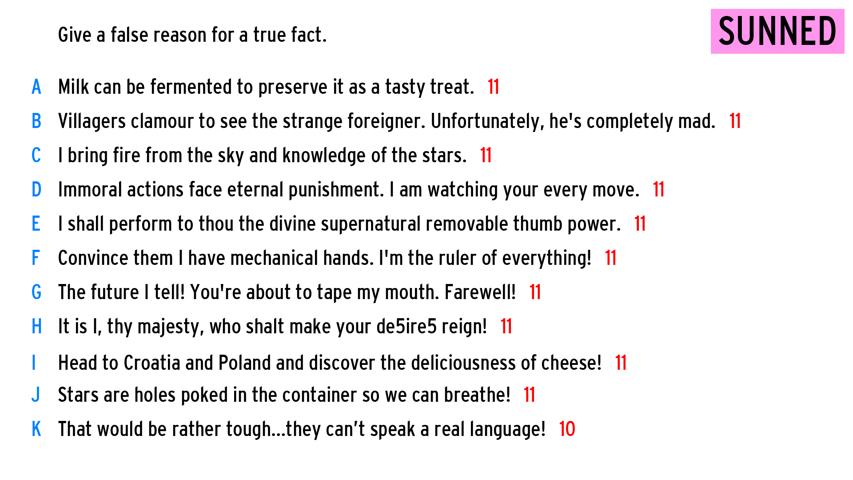 SUNNED
Give a false reason for a true fact.
A Milk can be fermented to preserve it as a tasty treat. 11
B Villagers clamour to see the strange foreigner. Unfortunately, he's completely mad. 11
C I bring fire from the sky and knowledge of the stars. 11
D Immoral actions face eternal punishment. I am watching your every move. 11
E I shall perform to thou the divine supernatural removable thumb power. 11
F Convince them I have mechanical hands. I'm the ruler of everything! 11
G The future I tell! You're about to tape my mouth. Farewell! 11
H It is I, thy majesty, who shalt make your de5ire5 reign! 11
I Head to Croatia and Poland and discover the deliciousness of cheese! 11
J Stars are holes poked in the container so we can breathe! 11
K That would be rather tough...they can't speak a real language! 10